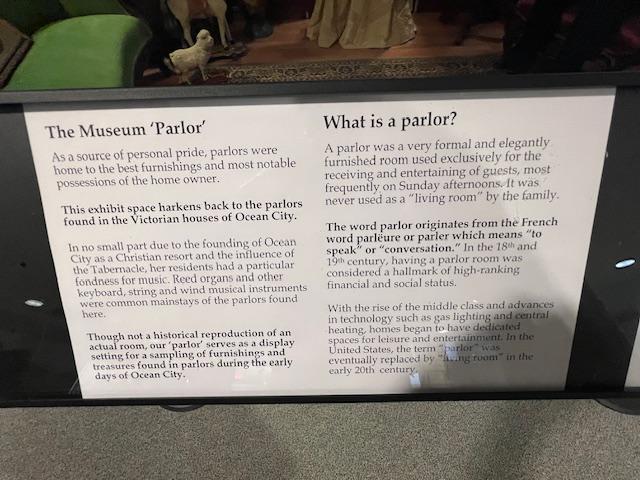 The Museum 'Parlor'
As a source of personal pride, parlors were
home to the best furnishings and most notable
possessions of the home owner.
This exhibit space harkens back to the parlors
found in the Victorian houses of Ocean City.
In no small part due to the founding of Ocean
City as a Christian resort and the influence of
the Tabernacle, her residents had a particular
fondness for music. Reed organs and other
keyboard, string and wind musical instruments
were common mainstays of the parlors found
here.
Though not a historical reproduction of an
actual room, our 'parlor' serves as a display
setting for a sampling of furnishings and
treasures found in parlors during the early
days of Ocean City.
What is a parlor?
A parlor was a very formal and elegantly
furnished room used exclusively for the
receiving and entertaining of guests, most
frequently on Sunday afternoons. It was
never used as a "living room" by the family.
The word parlor originates from the French
word parlëure or parler which means "to
speak" or "conversation." In the 18th and
19th century, having a parlor room was
considered a hallmark of high-ranking
financial and social status.
With the rise of the middle class and advances
in technology such as gas lighting and central
heating, homes began to have dedicated
spaces for leisure and entertainment. In the
United States, the term "parlor" was
eventually replaced by "living room" in the
early 20th century.